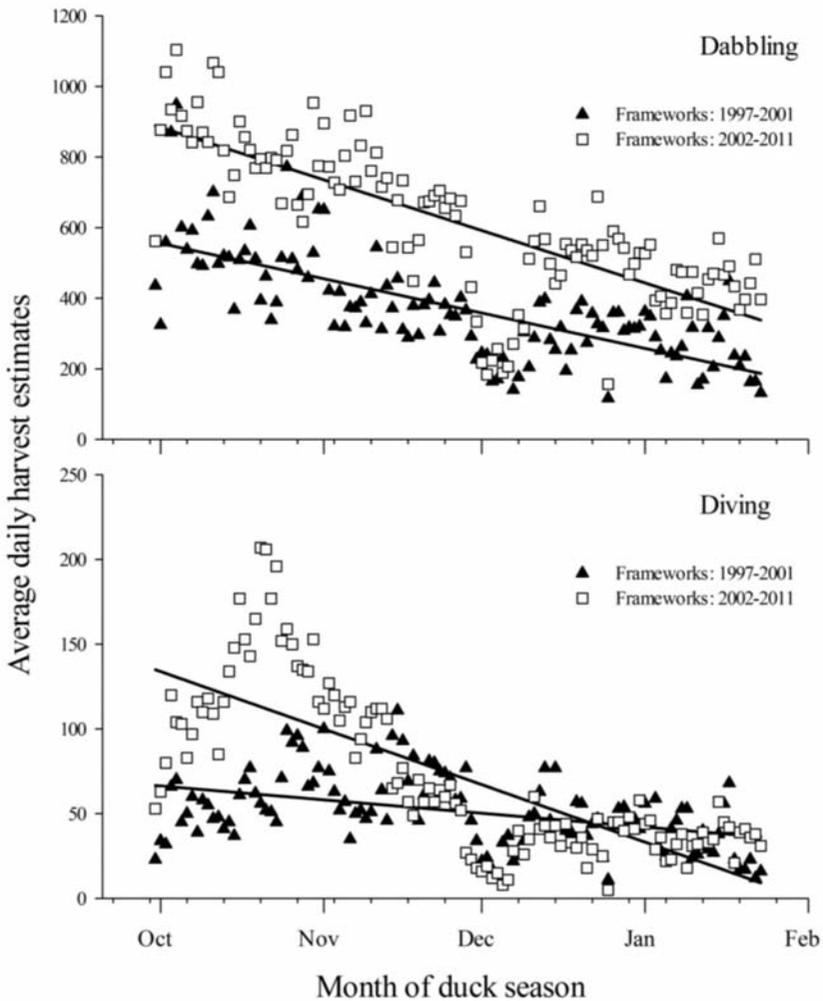 1200
Dabbling
1000
Frameworks: 1997-2001
Frameworks: 2002-2011
800
600
400
200
0
250
Diving
200
Frameworks: 1997-2001
Frameworks: 2002-2011
150
100
50
0
Average daily harvest estimates
Oct Nov Dec Jan Feb
Month of duck season